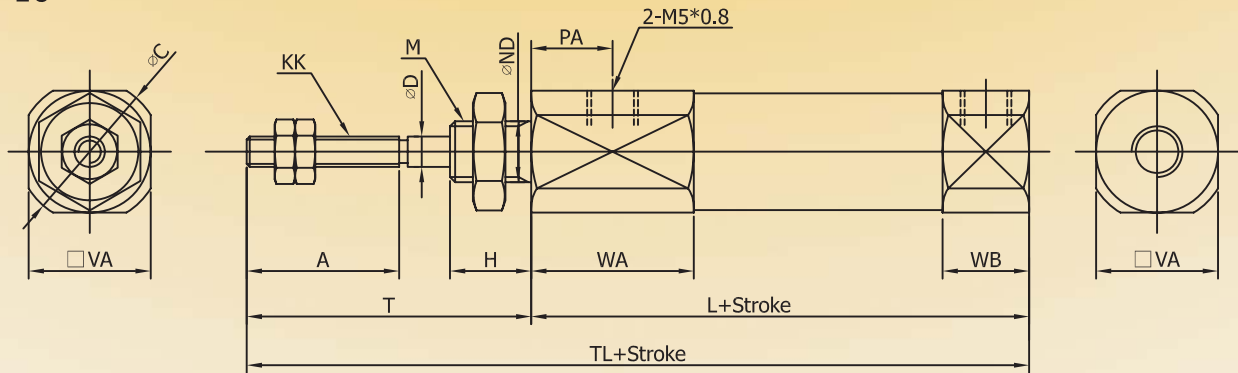 2-M5*0.8
PA
M
KK
⌀C
⌀D
⌀ND
□VA
A
H
WA
WB
□VA
T
L+Stroke
TL+Stroke